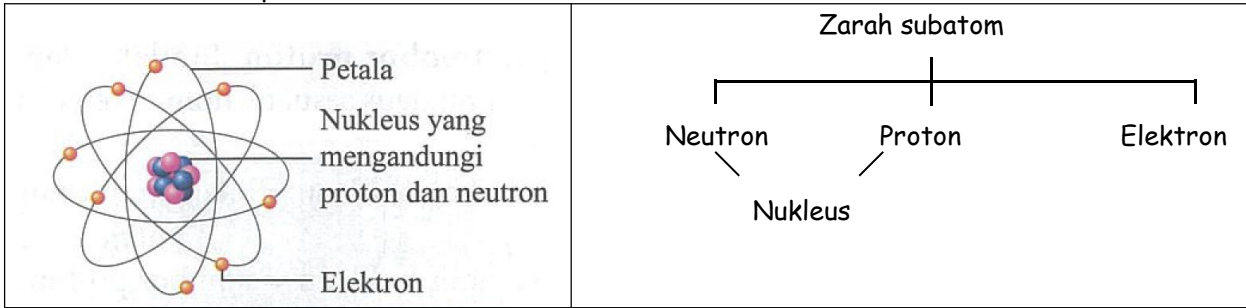 Petala
Nukleus yang
mengandungi
proton dan neutron
Elektron
Zarah subatom
Neutron Proton Elektron
Nukleus